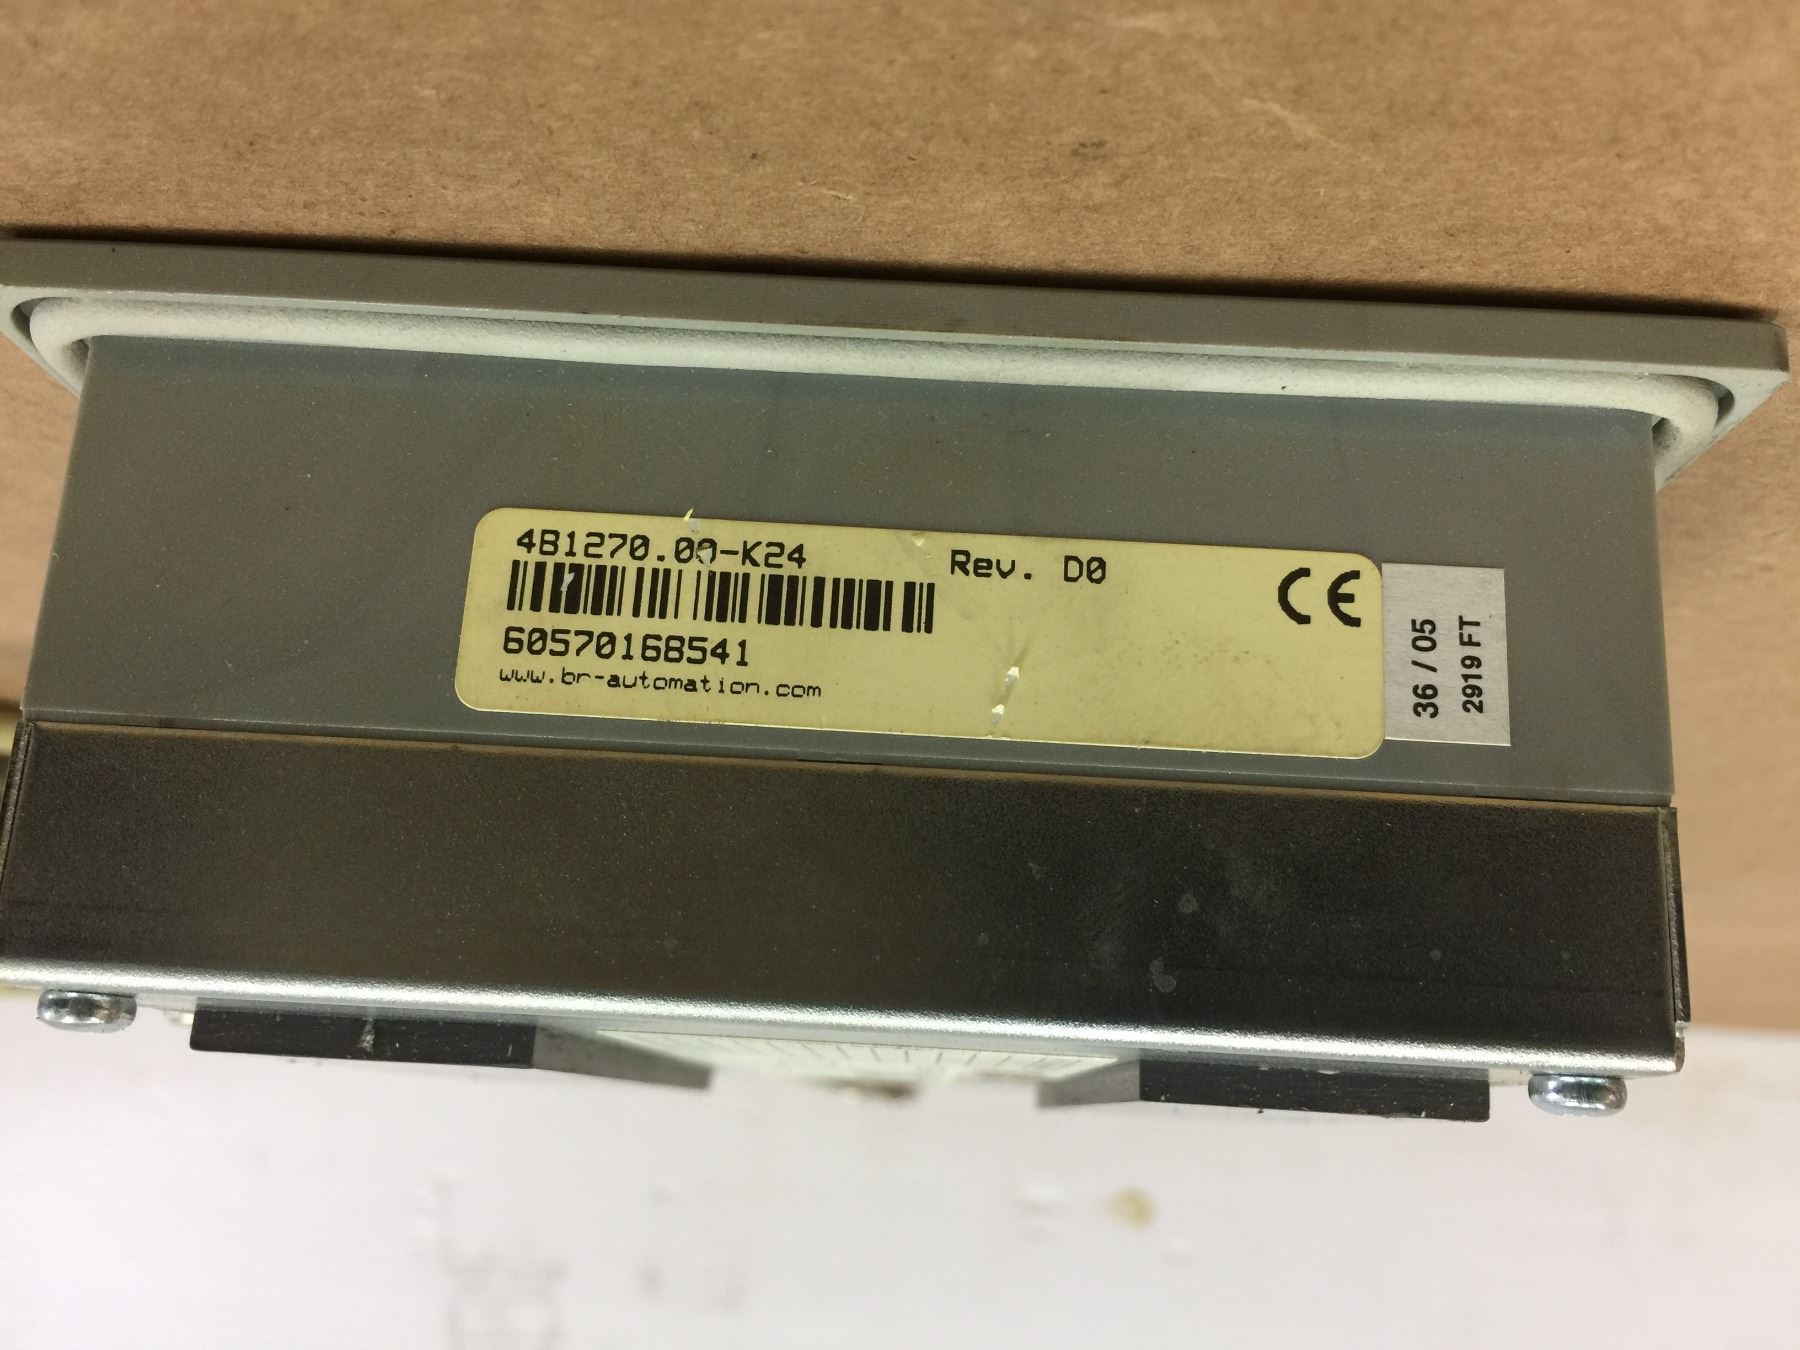 4B1270.00-K24 Rev. D0 CE
60570168541
www.br-automation.com
36 / 05
2919 FT